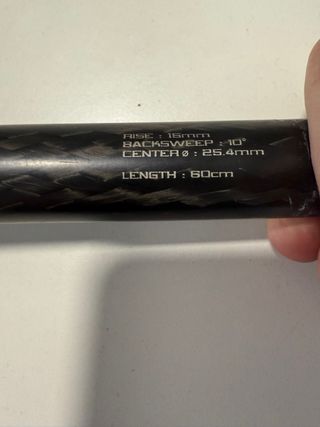 RISE : 15mm
BACKSWEEP : 10°
CENTER ø : 25.4mm
LENGTH : 60cm